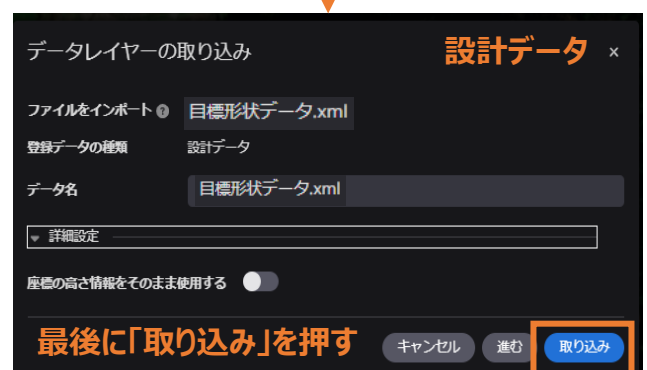 データレイヤーの取り込み
設計データ ×
ファイルをインポート ? 目標形状データ.xml
登録データの種類 設計データ
データ名 目標形状データ.xml
詳細設定
座標の高さ情報をそのまま使用する
最後に「取り込み」を押す
キャンセル 進む 取り込み